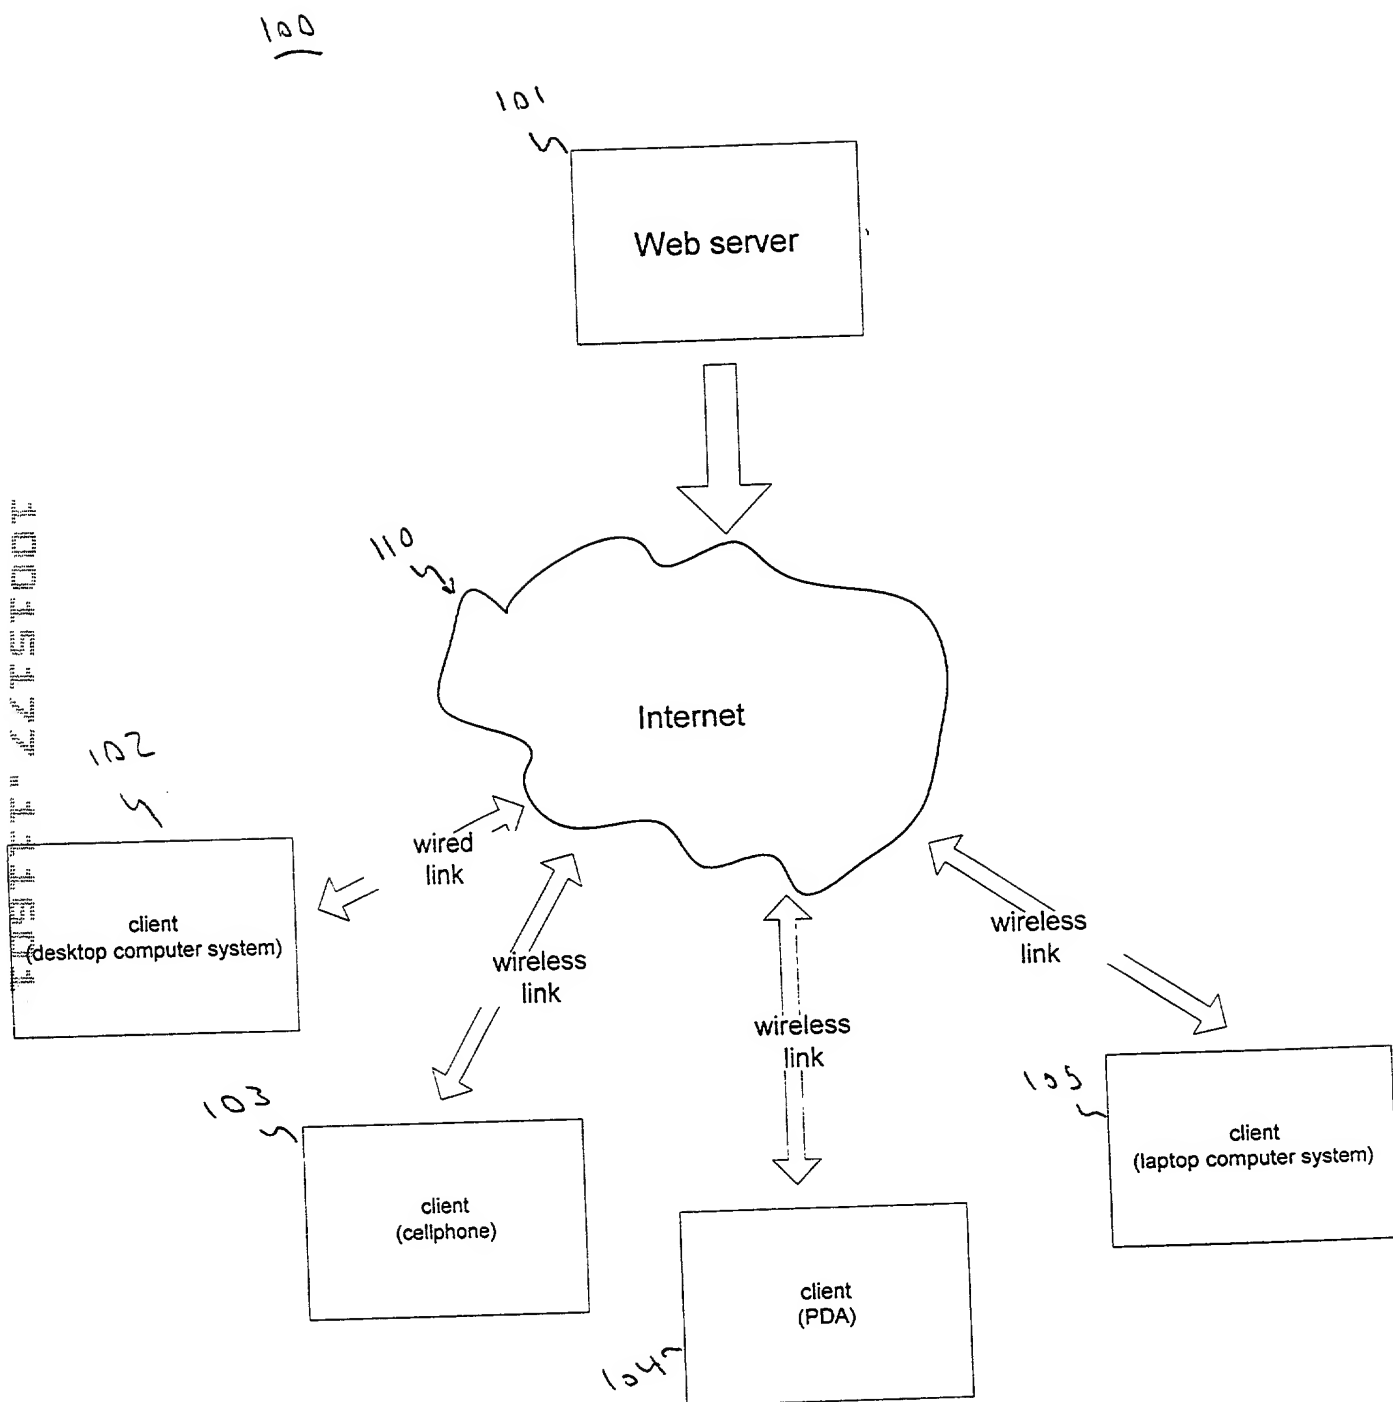 100
101
Web server
110
Internet
102
wired
link
client
(desktop computer system)
wireless
link
wireless
link
wireless
link
103
client
(cellphone)
105
client
(laptop computer system)
client
(PDA)
104